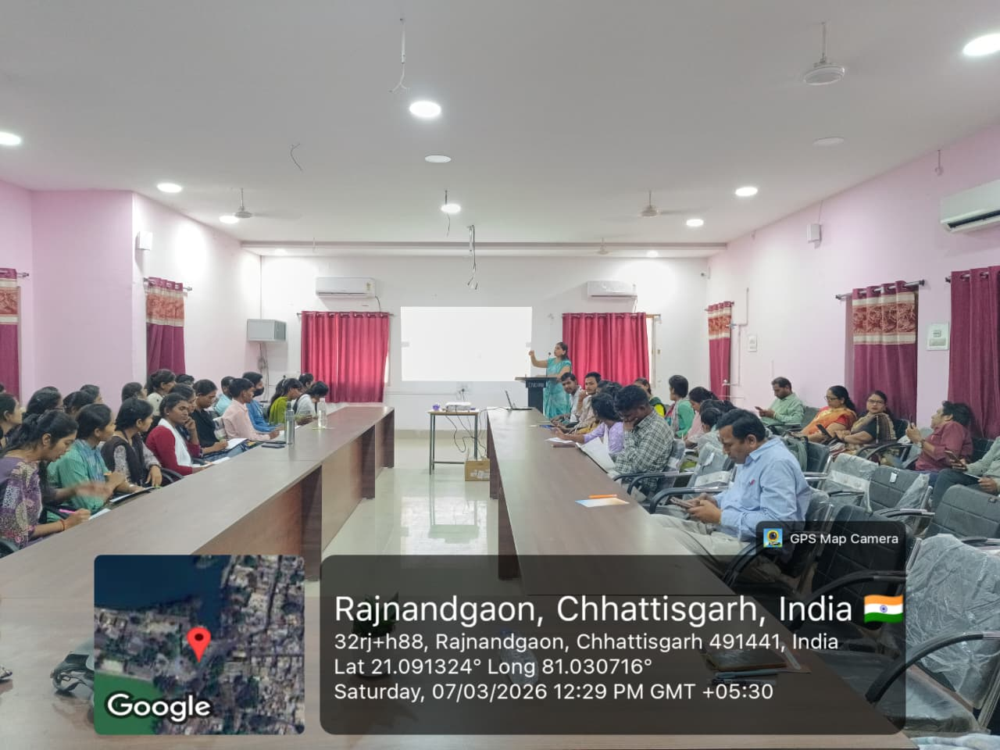 GPS Map Camera
Rajnandgaon, Chhattisgarh, India
32rj+h88, Rajnandgaon, Chhattisgarh 491441, India
Lat 21.091324° Long 81.030716°
Saturday, 07/03/2026 12:29 PM GMT +05:30
Google